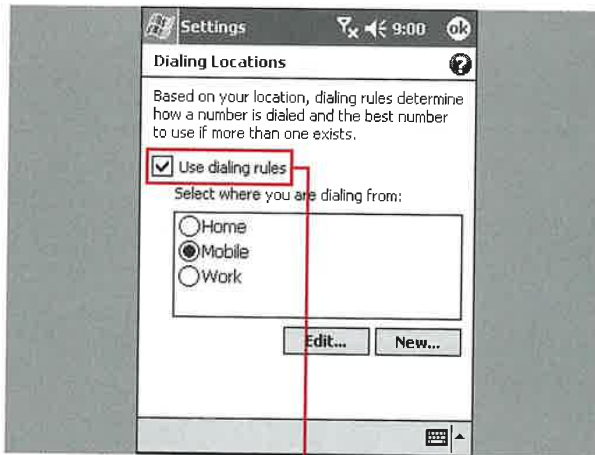 Settings 9:00 ok
Dialing Locations
Based on your location, dialing rules determine
how a number is dialed and the best number
to use if more than one exists.
Use dialing rules
Select where you are dialing from:
Home
Mobile
Work
Edit... New...